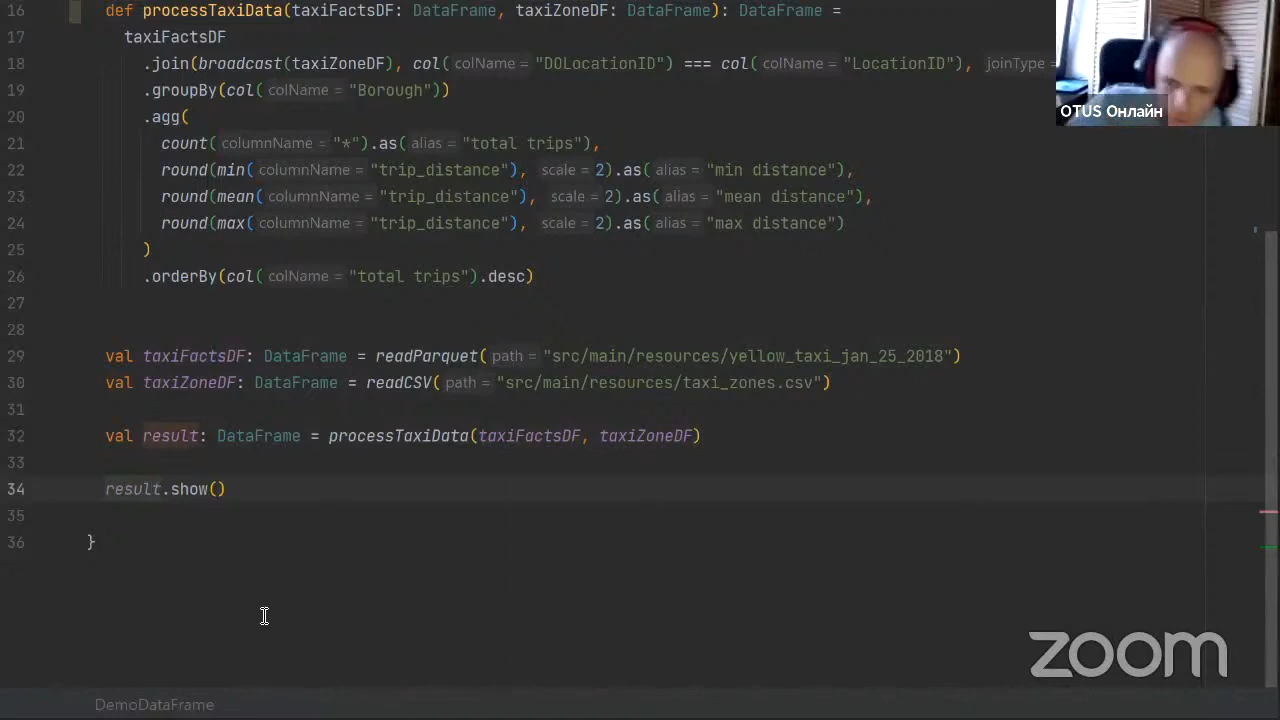 16 def processTaxiData(taxiFactsDF: DataFrame, taxiZoneDF: DataFrame): DataFrame =
17 taxiFactsDF
18 .join(broadcast(taxiZoneDF), col( colName = "DOLocationID") === col( colName = "LocationID"), joinType =
19 .groupBy(col( colName = "Borough"))
20 .agg(
21 count( columnName = "*").as( alias = "total trips"),
22 round(min( columnName = "trip_distance"), scale = 2).as( alias = "min distance"),
23 round(mean( columnName = "trip_distance"), scale = 2).as( alias = "mean distance"),
24 round(max( columnName = "trip_distance"), scale = 2).as( alias = "max distance")
25 )
26 .orderBy(col( colName = "total trips").desc)
27
28
29 val taxiFactsDF: DataFrame = readParquet( path = "src/main/resources/yellow_taxi_jan_25_2018")
30 val taxiZoneDF: DataFrame = readCSV( path = "src/main/resources/taxi_zones.csv")
31
32 val result: DataFrame = processTaxiData(taxiFactsDF, taxiZoneDF)
33
34 result.show()
35
36 }
OTUS Онлайн
zoom
DemoDataFrame